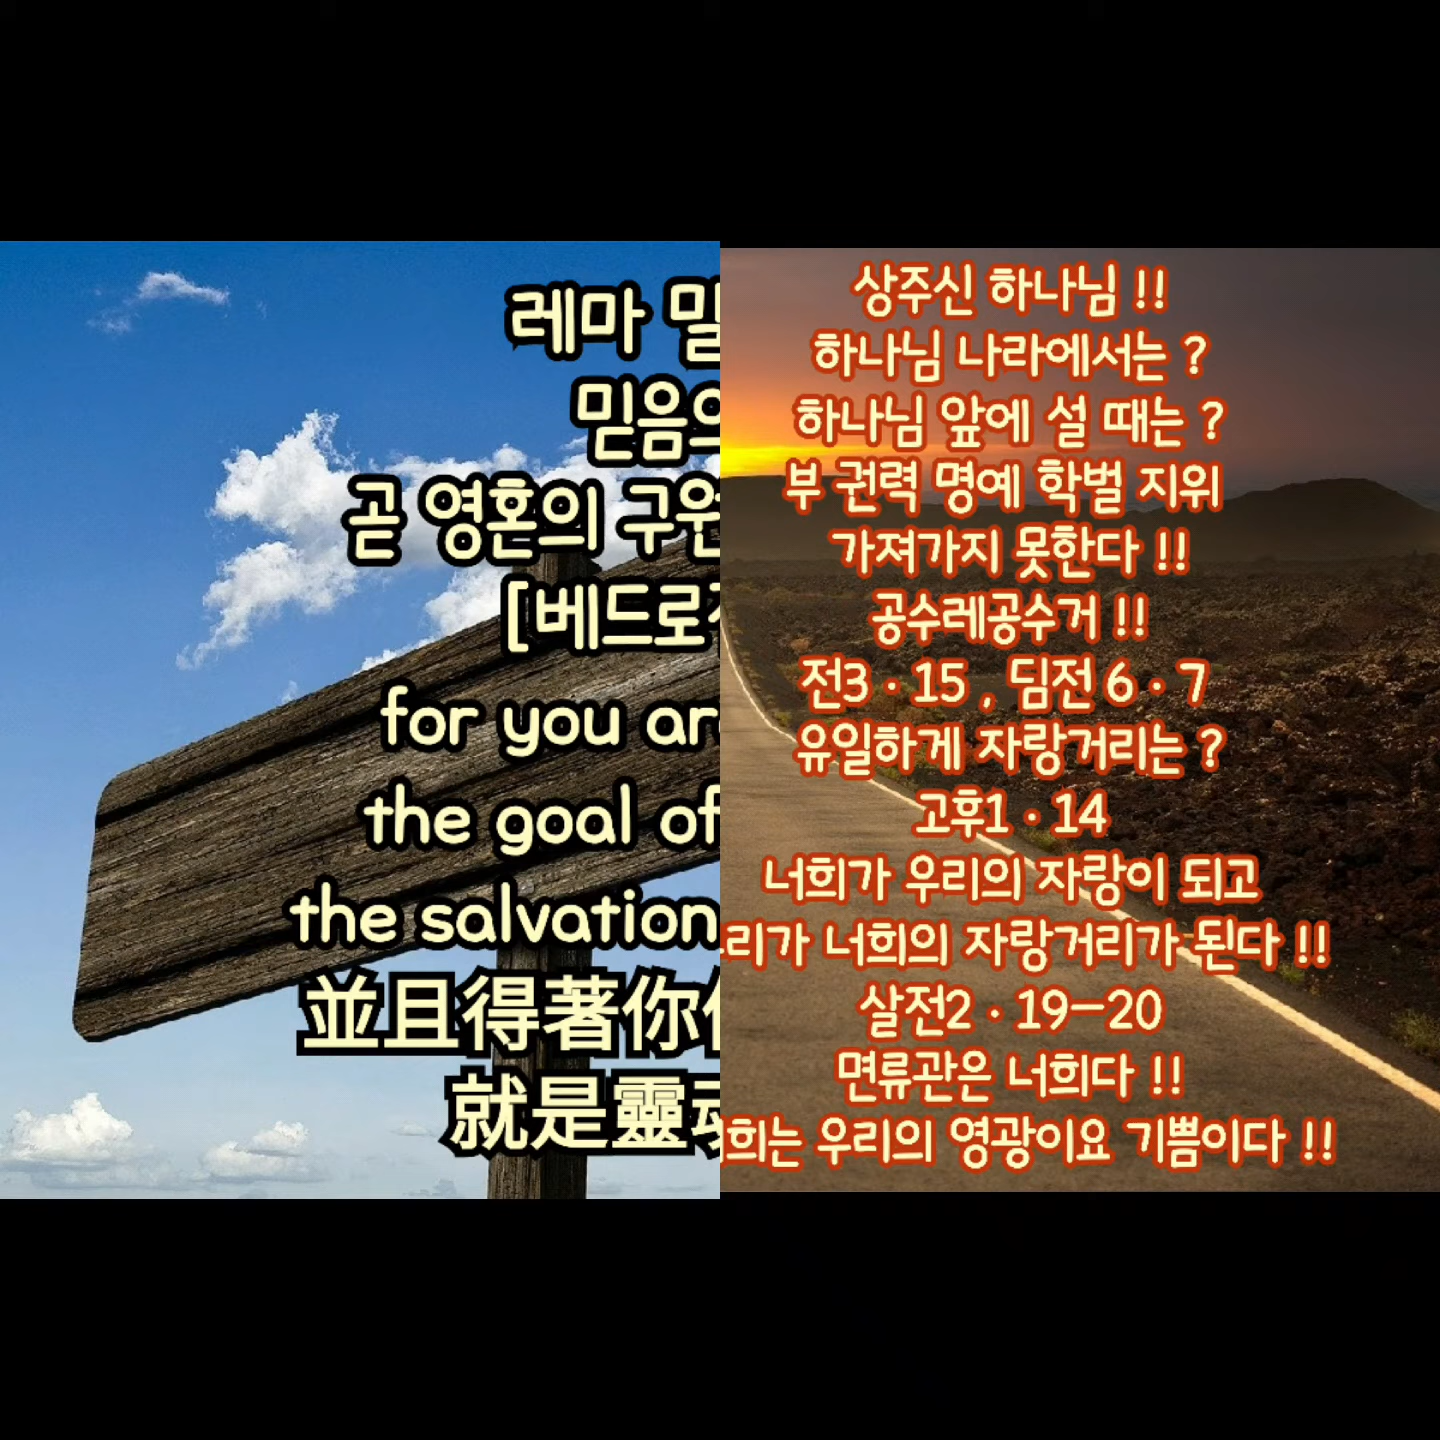 레마
믿음의
곧 영혼의 구원
[베드로전
for you are
the goal of
the salvation
並且得著你
就是靈
상주신 하나님 !!
하나님 나라에서는 ?
하나님 앞에 설 때는 ?
부 권력 명예 학벌 지위
가져가지 못한다 !!
공수레공수거 !!
전3 · 15 , 딤전 6 · 7
유일하게 자랑거리는 ?
고후1 · 14
너희가 우리의 자랑이 되고
리가 너희의 자랑거리가 된다 !!
살전2 · 19-20
면류관은 너희다 !!
희는 우리의 영광이요 기쁨이다 !!